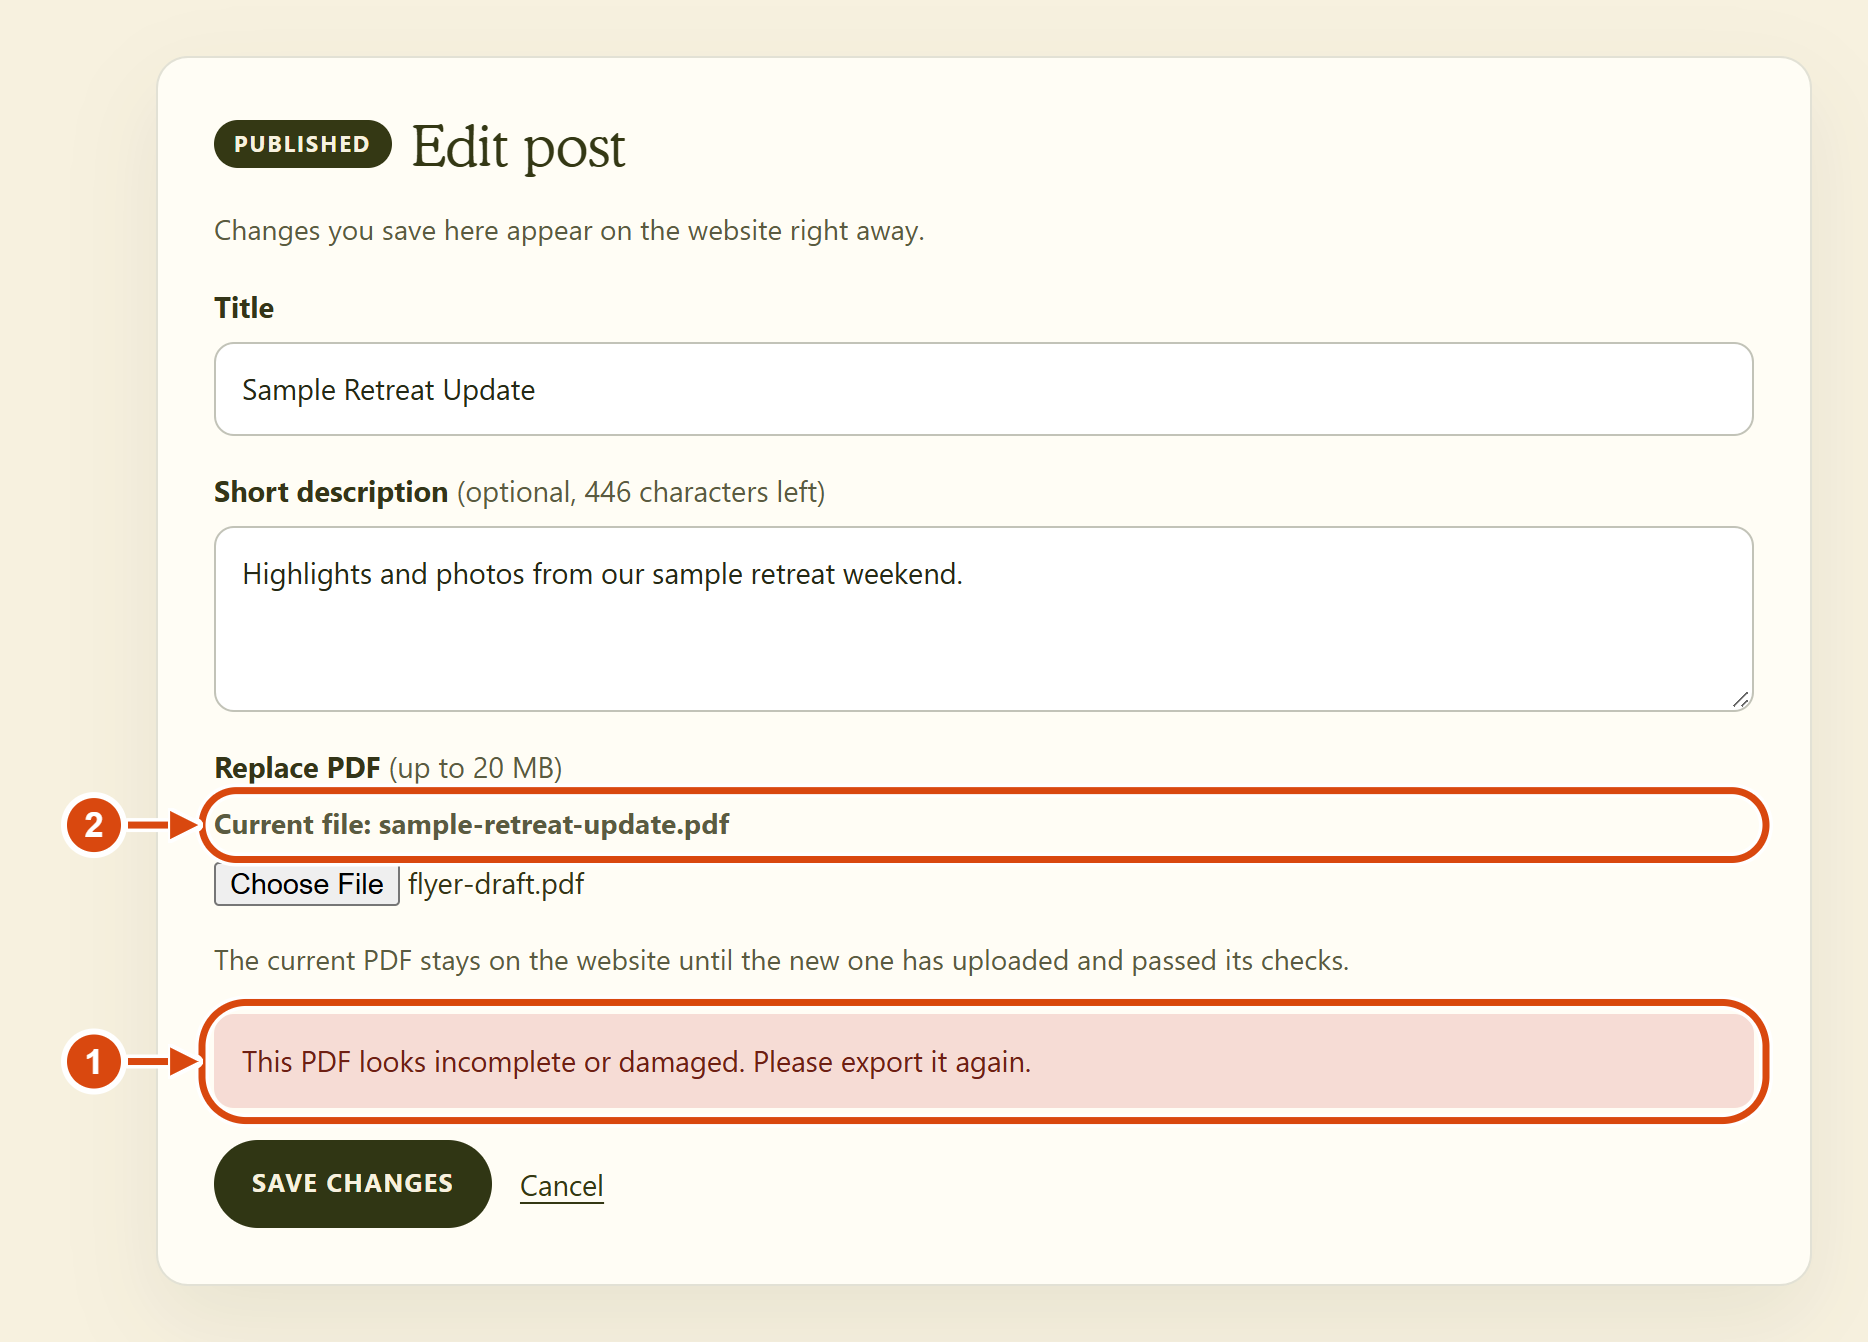 PUBLISHED Edit post
Changes you save here appear on the website right away.
Title
Sample Retreat Update
Short description (optional, 446 characters left)
Highlights and photos from our sample retreat weekend.
Replace PDF (up to 20 MB)
2 Current file: sample-retreat-update.pdf
Choose File flyer-draft.pdf
The current PDF stays on the website until the new one has uploaded and passed its checks.
1 This PDF looks incomplete or damaged. Please export it again.
SAVE CHANGES Cancel